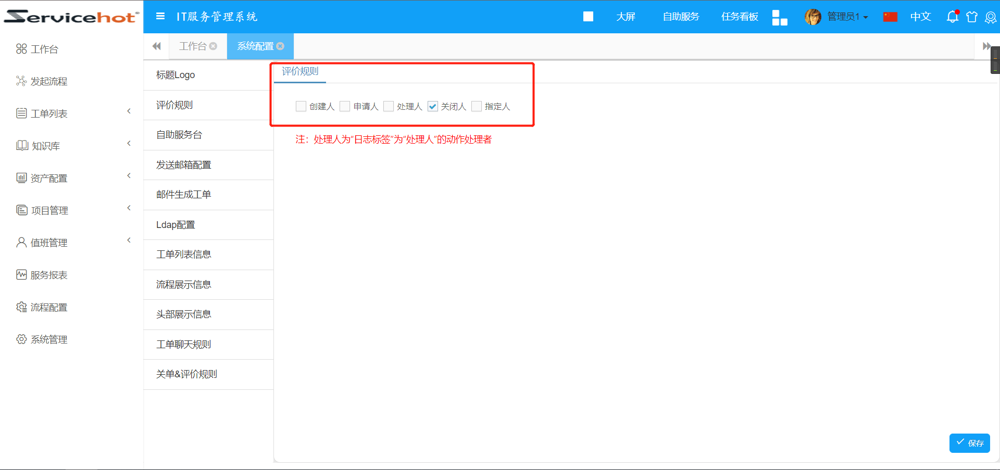 Servicehot
IT服务管理系统
大屏
自助服务
任务看板
管理员1
中文
工作台
发起流程
工单列表
知识库
资产配置
项目管理
值班管理
服务报表
流程配置
系统管理
工作台
系统配置
标题Logo
评价规则
自助服务台
发送邮箱配置
邮件生成工单
Ldap配置
工单列表信息
流程展示信息
头部展示信息
工单聊天规则
关单&评价规则
评价规则
创建人 申请人 处理人 关闭人 指定人
注：处理人为“日志标签”为“处理人”的动作处理者
保存